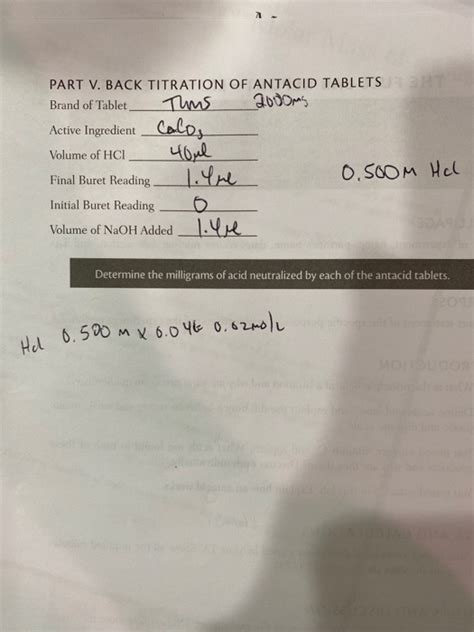 PART V. BACK TITRATION OF ANTACID TABLETS
Brand of Tablet Tums 2000mg
Active Ingredient CaCO3
Volume of HCl 40ml
Final Buret Reading 1.4ml 0.500M Hcl
Initial Buret Reading 0
Volume of NaOH Added 1.4ml
Determine the milligrams of acid neutralized by each of the antacid tablets.
Hcl 0.500 M x 0.04 0.02mol